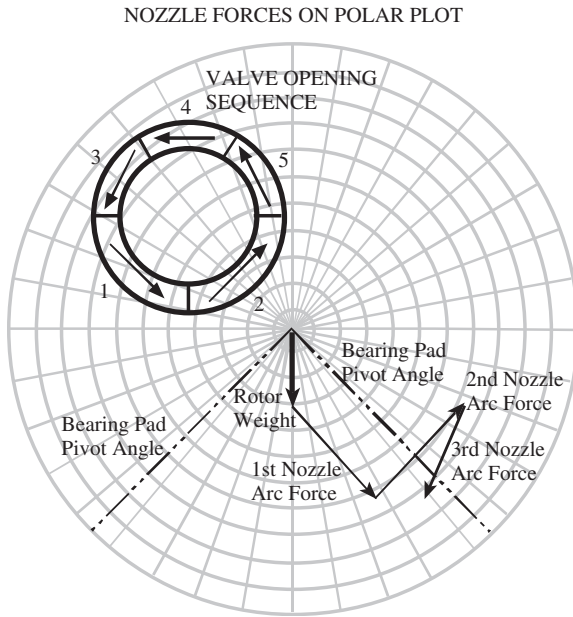 NOZZLE FORCES ON POLAR PLOT
VALVE OPENING
SEQUENCE
4
3
5
1
2
Bearing Pad
Pivot Angle
2nd Nozzle
Arc Force
Rotor
Weight
Bearing Pad
Pivot Angle
3rd Nozzle
Arc Force
1st Nozzle
Arc Force